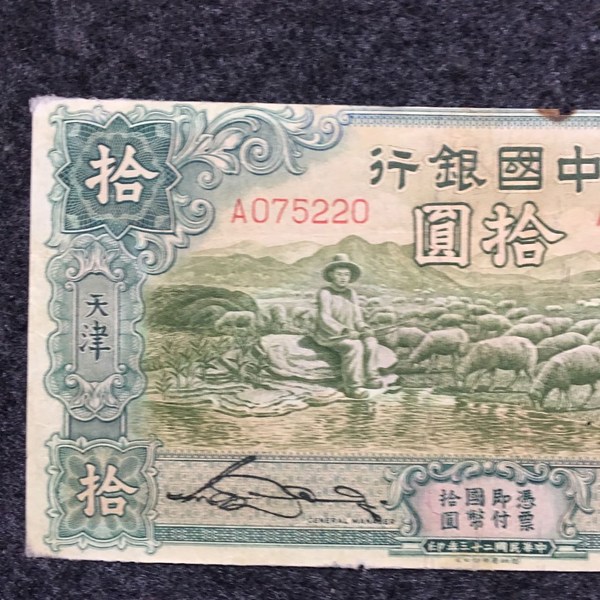 拾
行銀國中
A075220
圓拾
天津
拾
GENERAL MANAGER
憑票
即付
國幣
拾圓
印年三十二國民華中